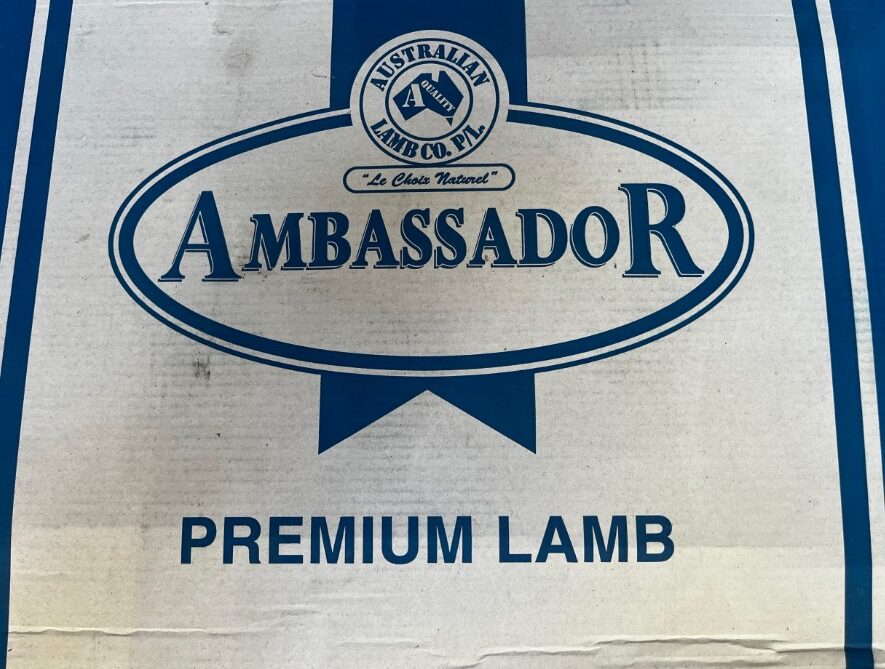 AUSTRALIAN
A QUALITY
LAMB CO. P/L.
"Le Choix Naturel"
AMBASSADOR
PREMIUM LAMB